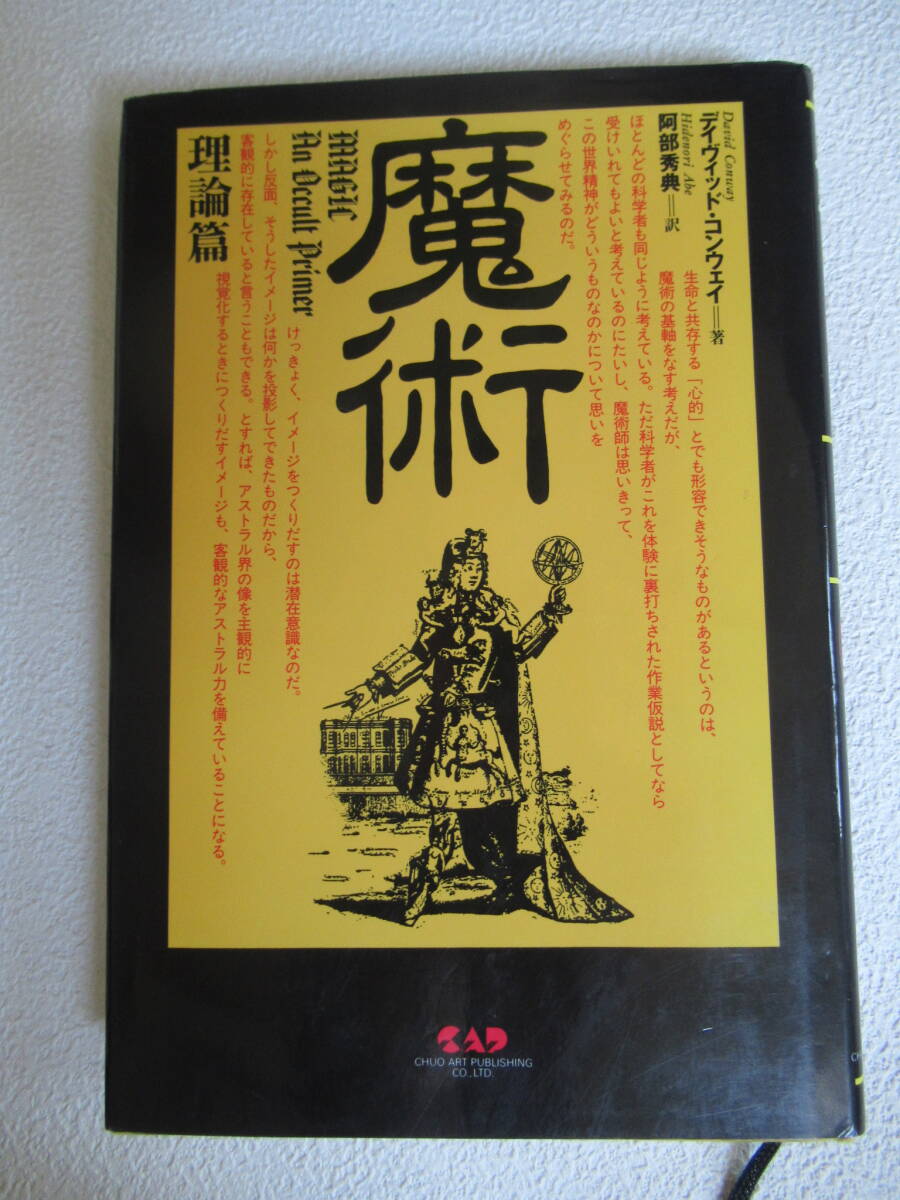 David Conway
デイヴィッド・コンウェイ＝著
Hidenori Abe
阿部秀典＝訳
魔術
MAGIC
An Occult Primer
理論篇
生命と共存する「心的」とでも形容できそうなものがあるというのは、
魔術の基軸をなす考えだが、
ほとんどの科学者も同じように考えている。ただ科学者がこれを体験に裏打ちされた作業仮説としてなら
受けいれてもよいと考えているのにたいし、魔術師は思いきって、
この世界精神がどういうものなのかについて思いを
めぐらせてみるのだ。
けっきょく、イメージをつくりだすのは潜在意識なのだ。
しかし反面、そうしたイメージは何かを投影してできたものだから、
客観的に存在していると言うこともできる。とすれば、アストラル界の像を主観的に
視覚化するときにつくりだすイメージも、客観的なアストラル力を備えていることになる。
CAP
CHUO ART PUBLISHING
CO.,LTD.